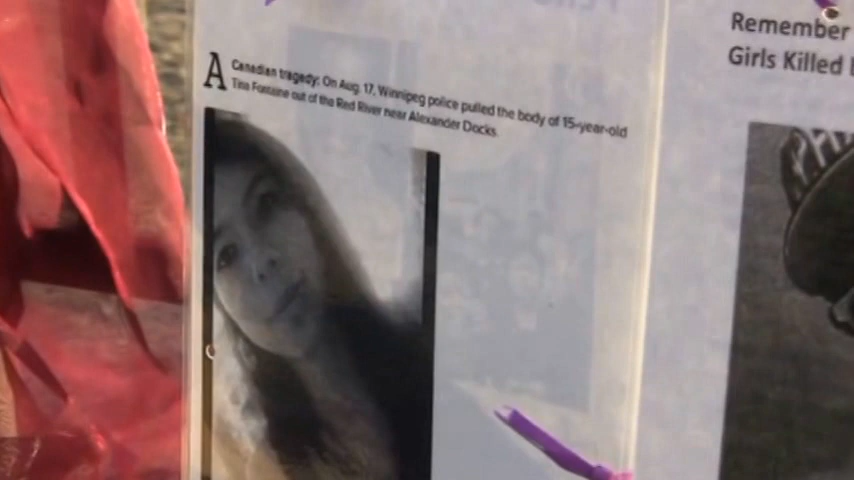 A Canadian tragedy: On Aug. 17, Winnipeg police pulled the body of 15-year-old
Tina Fontaine out of the Red River near Alexander Docks.
Remember
Girls Killed